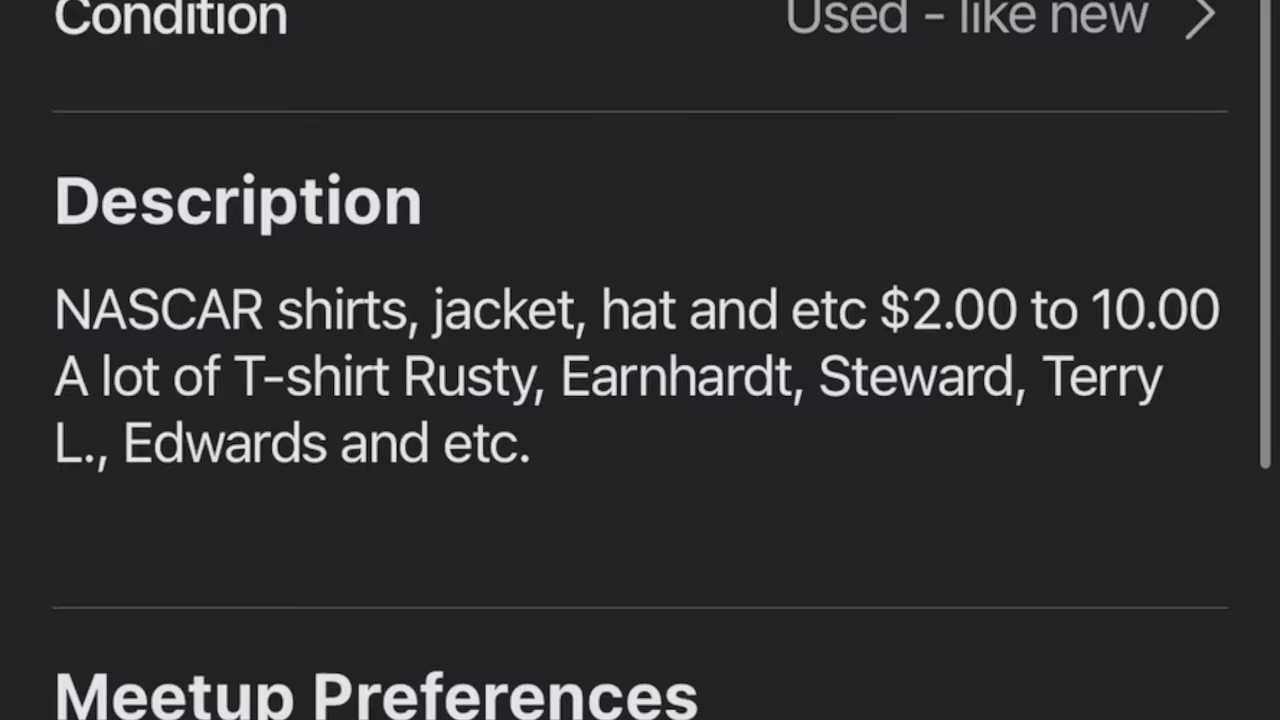 Condition
Used - like new
Description
NASCAR shirts, jacket, hat and etc $2.00 to 10.00
A lot of T-shirt Rusty, Earnhardt, Steward, Terry
L., Edwards and etc.
Meetup Preferences